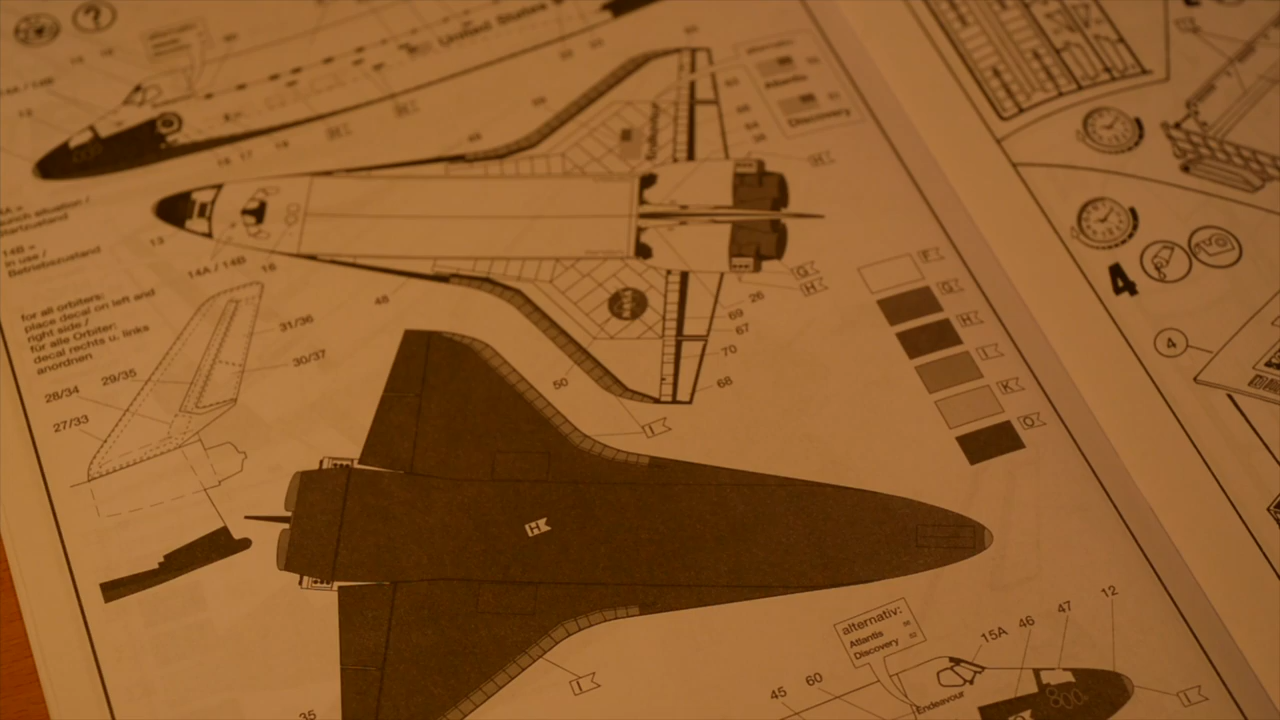 ?
United States
Atlantis
Discovery
Endeavour
H
13
14A / 14B
16
14B =
in use /
Betriebszustand
for all orbiters:
place decal on left and
right side /
für alle Orbiter:
decal rechts u. links
anordnen
48
G
H
26
69
67
70
68
50
I
31/36
30/37
29/35
28/34
27/33
F
G
H
I
K
O
4
4
H
I
35
alternativ:
Atlantis
Discovery
15A
46
47
12
45
60
Endeavour
I